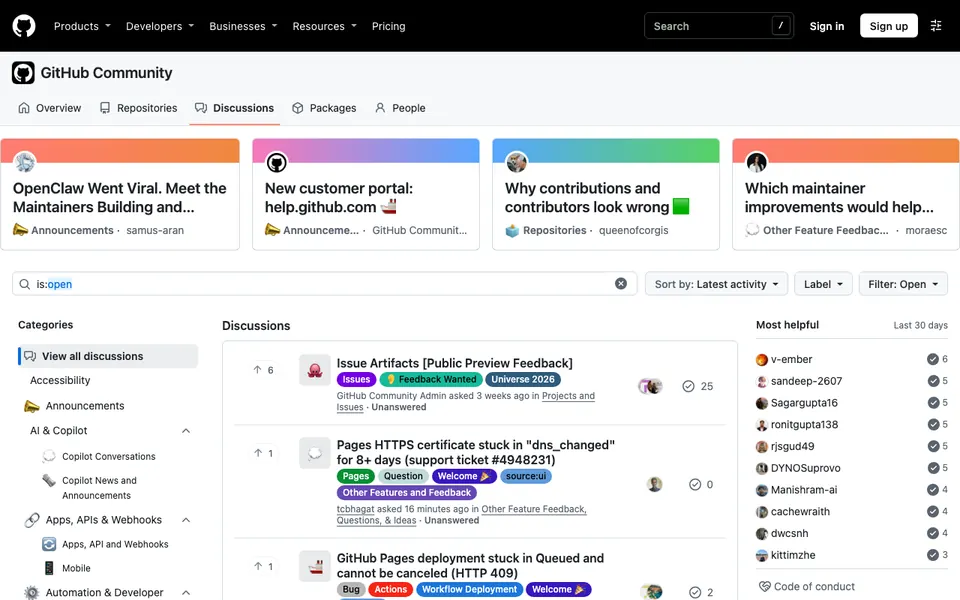 Products Developers Businesses Resources Pricing Search / Sign in Sign up
GitHub Community
Overview Repositories Discussions Packages People
OpenClaw Went Viral. Meet the
Maintainers Building and...
Announcements · samus-aran
New customer portal:
help.github.com
Announceme... · GitHub Communit...
Why contributions and
contributors look wrong
Repositories · queenofcorgis
Which maintainer
improvements would help...
Other Feature Feedbac... · moraesc
is:open
Sort by: Latest activity
Label
Filter: Open
Categories
View all discussions
Accessibility
Announcements
AI & Copilot
Copilot Conversations
Copilot News and
Announcements
Apps, APIs & Webhooks
Apps, API and Webhooks
Mobile
Automation & Developer
Discussions
6
Issue Artifacts [Public Preview Feedback]
Issues Feedback Wanted Universe 2026
GitHub Community Admin asked 3 weeks ago in Projects and
Issues · Unanswered
25
1
Pages HTTPS certificate stuck in "dns_changed"
for 8+ days (support ticket #4948231)
Pages Question Welcome source:ui
Other Features and Feedback
tcbhagat asked 16 minutes ago in Other Feature Feedback,
Questions, & Ideas · Unanswered
0
1
GitHub Pages deployment stuck in Queued and
cannot be canceled (HTTP 409)
Bug Actions Workflow Deployment Welcome
2
Most helpful Last 30 days
v-ember 6
sandeep-2607 5
Sagargupta16 5
ronitgupta138 5
rjsgud49 5
DYNOSuprovo 5
Manishram-ai 4
cachewraith 4
dwcsnh 4
kittimzhe 3
Code of conduct